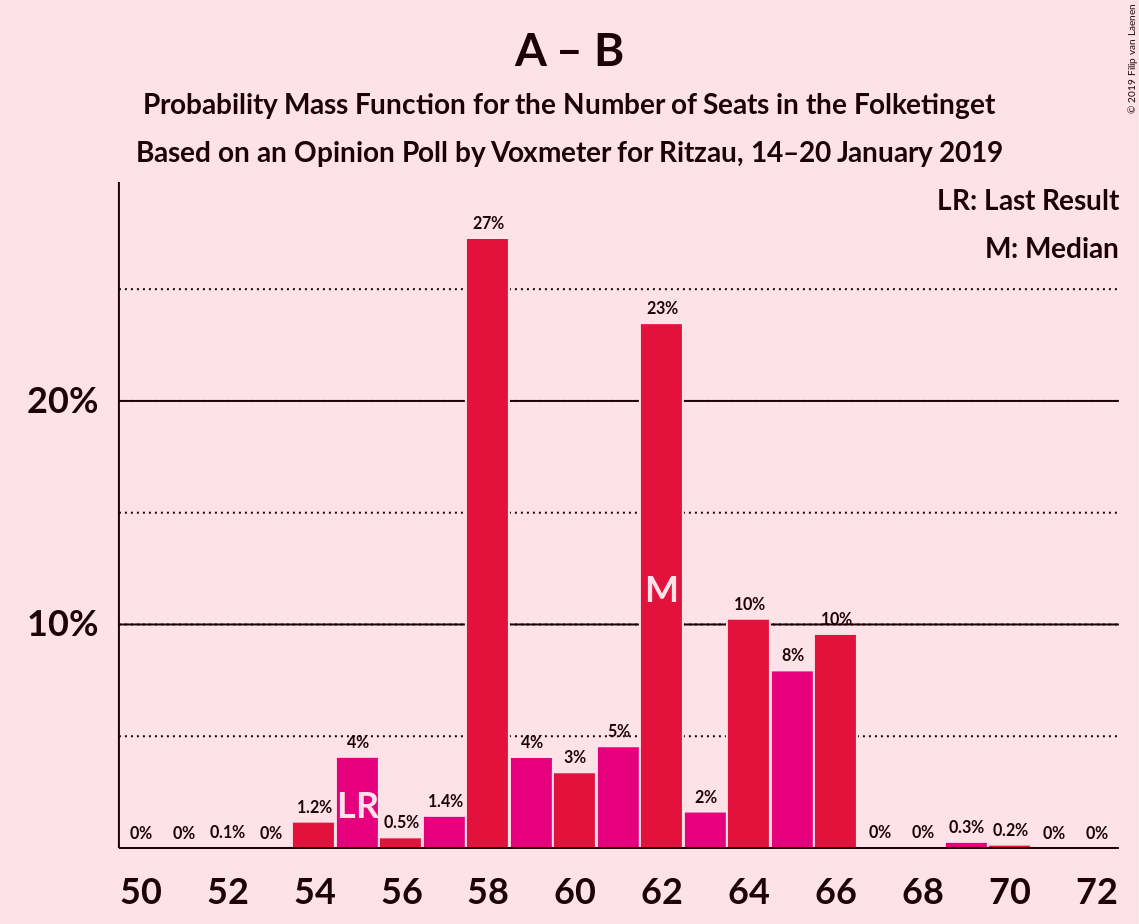 A – B
Probability Mass Function for the Number of Seats in the Folketinget
Based on an Opinion Poll by Voxmeter for Ritzau, 14–20 January 2019
© 2019 Filip van Laenen
LR: Last Result
M: Median
20%
10%
0% 0% 0.1% 0% 1.2% 4% 0.5% 1.4% 27% 4% 3% 5% 23% 2% 10% 8% 10% 0% 0% 0.3% 0.2% 0% 0%
LR
M
50 52 54 56 58 60 62 64 66 68 70 72